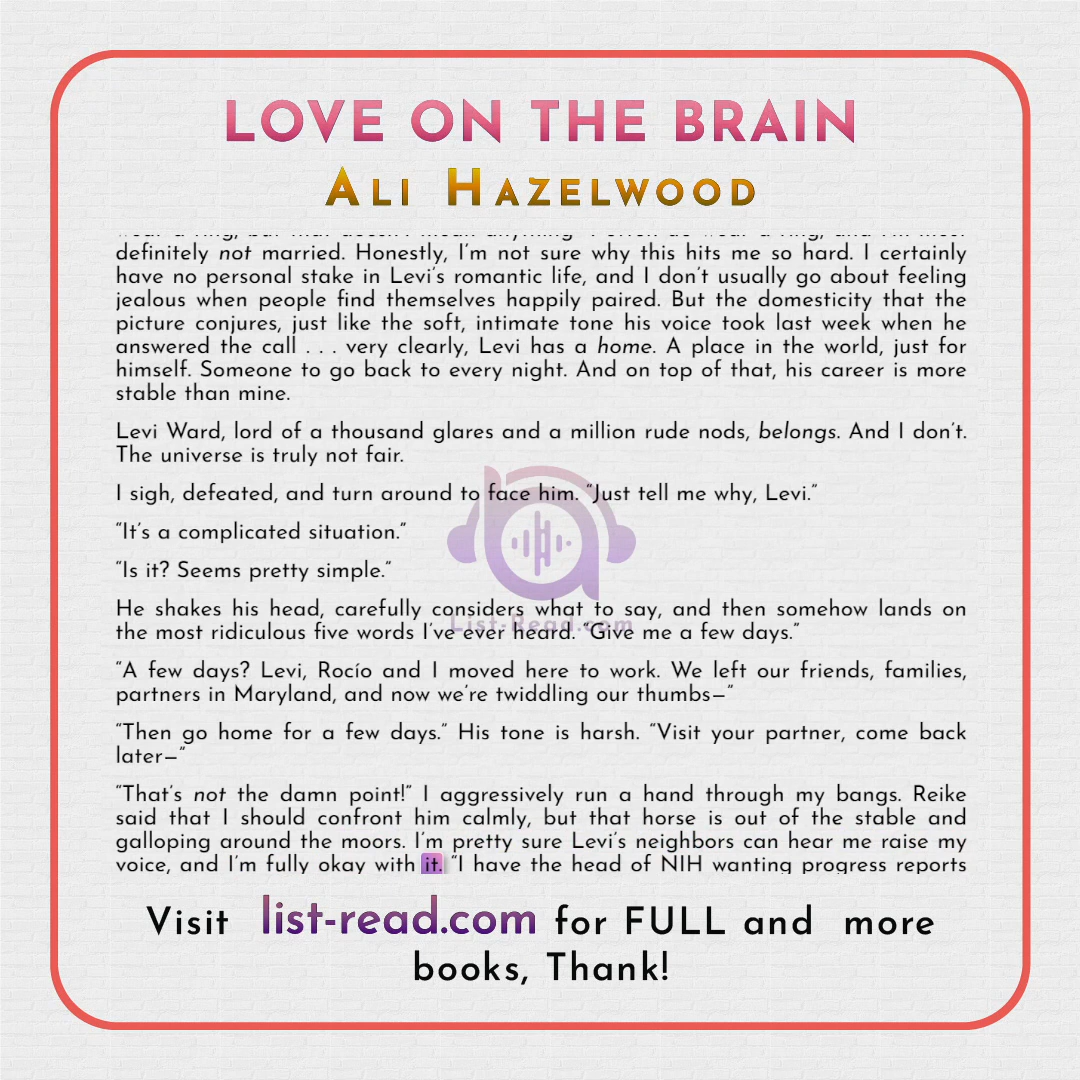 LOVE ON THE BRAIN
ALI HAZELWOOD
definitely not married. Honestly, I'm not sure why this hits me so hard. I certainly
have no personal stake in Levi's romantic life, and I don't usually go about feeling
jealous when people find themselves happily paired. But the domesticity that the
picture conjures, just like the soft, intimate tone his voice took last week when he
answered the call . . . very clearly, Levi has a home. A place in the world, just for
himself. Someone to go back to every night. And on top of that, his career is more
stable than mine.
Levi Ward, lord of a thousand glares and a million rude nods, belongs. And I don't.
The universe is truly not fair.
I sigh, defeated, and turn around to face him. “Just tell me why, Levi.”
“It's a complicated situation.”
“Is it? Seems pretty simple.”
He shakes his head, carefully considers what to say, and then somehow lands on
the most ridiculous five words I've ever heard. “Give me a few days.”
List-Read.com
“A few days? Levi, Rocío and I moved here to work. We left our friends, families,
partners in Maryland, and now we're twiddling our thumbs—”
“Then go home for a few days.” His tone is harsh. “Visit your partner, come back
later—”
“That's not the damn point!” I aggressively run a hand through my bangs. Reike
said that I should confront him calmly, but that horse is out of the stable and
galloping around the moors. I'm pretty sure Levi's neighbors can hear me raise my
voice, and I'm fully okay with it. “I have the head of NIH wanting progress reports
Visit list-read.com for FULL and more
books, Thank!